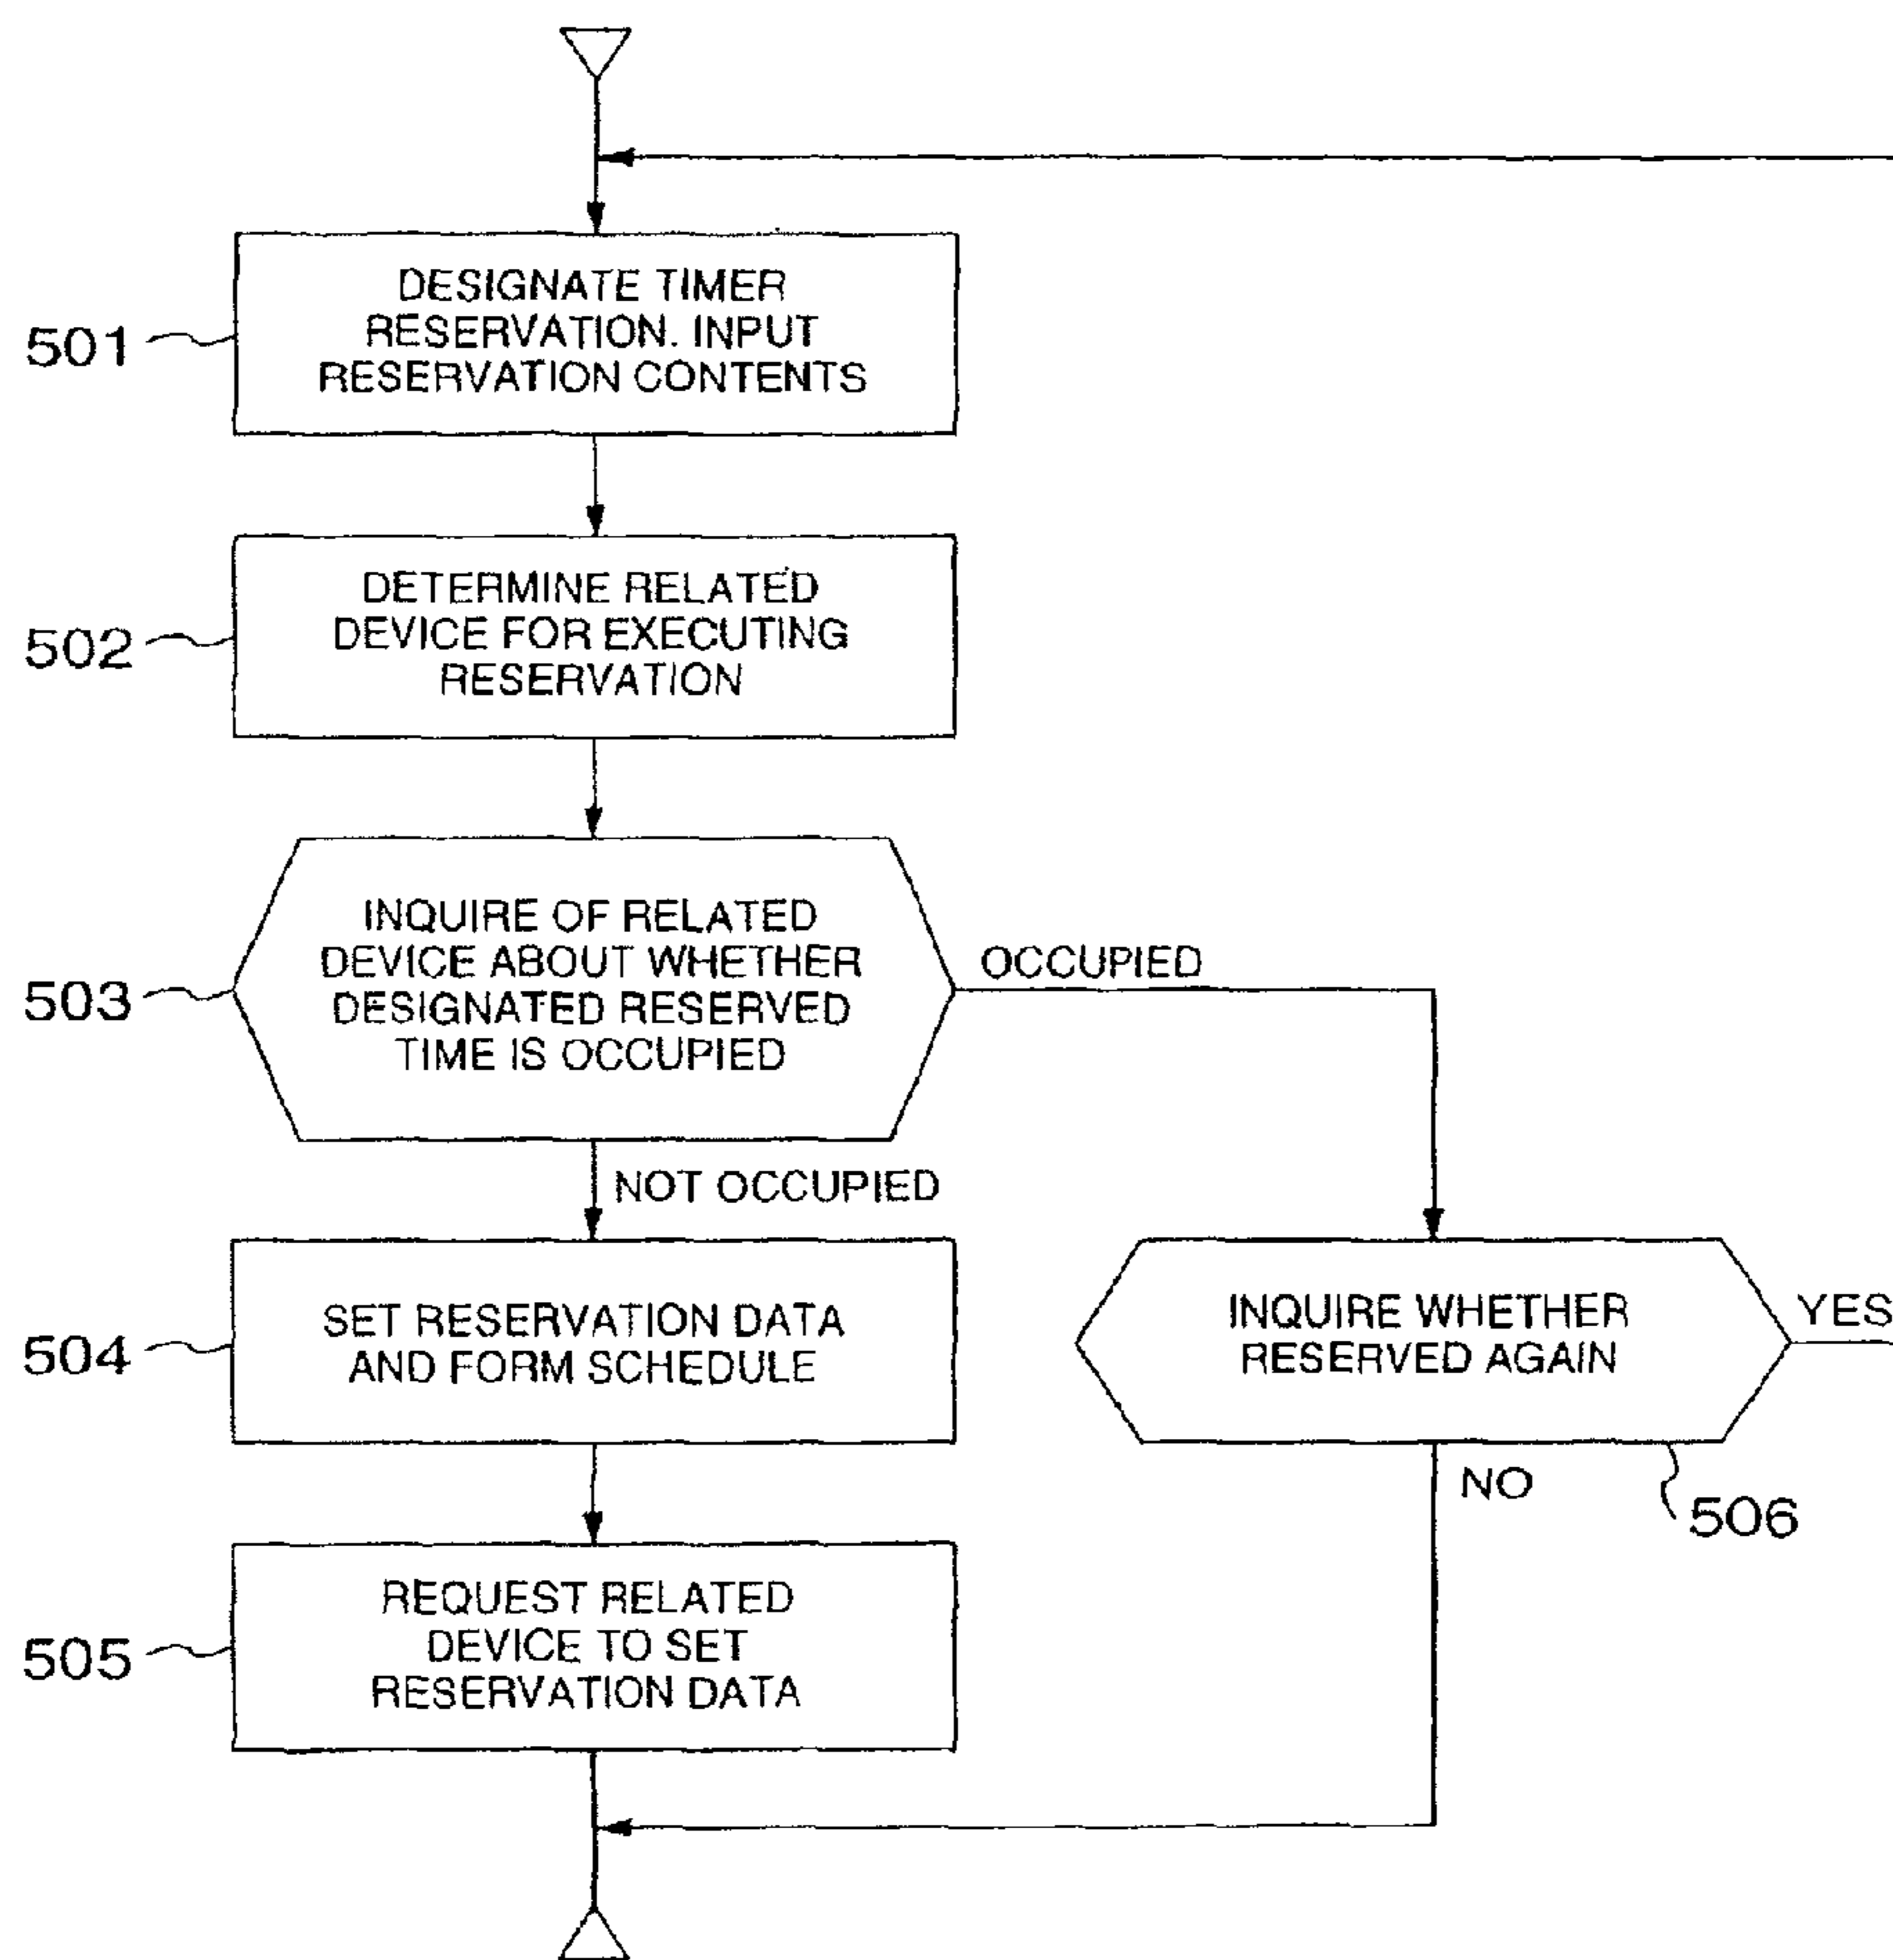 501
DESIGNATE TIMER
RESERVATION. INPUT
RESERVATION CONTENTS
502
DETERMINE RELATED
DEVICE FOR EXECUTING
RESERVATION
503
INQUIRE OF RELATED
DEVICE ABOUT WHETHER
DESIGNATED RESERVED
TIME IS OCCUPIED
OCCUPIED
NOT OCCUPIED
504
SET RESERVATION DATA
AND FORM SCHEDULE
INQUIRE WHETHER
RESERVED AGAIN
YES
NO
506
505
REQUEST RELATED
DEVICE TO SET
RESERVATION DATA